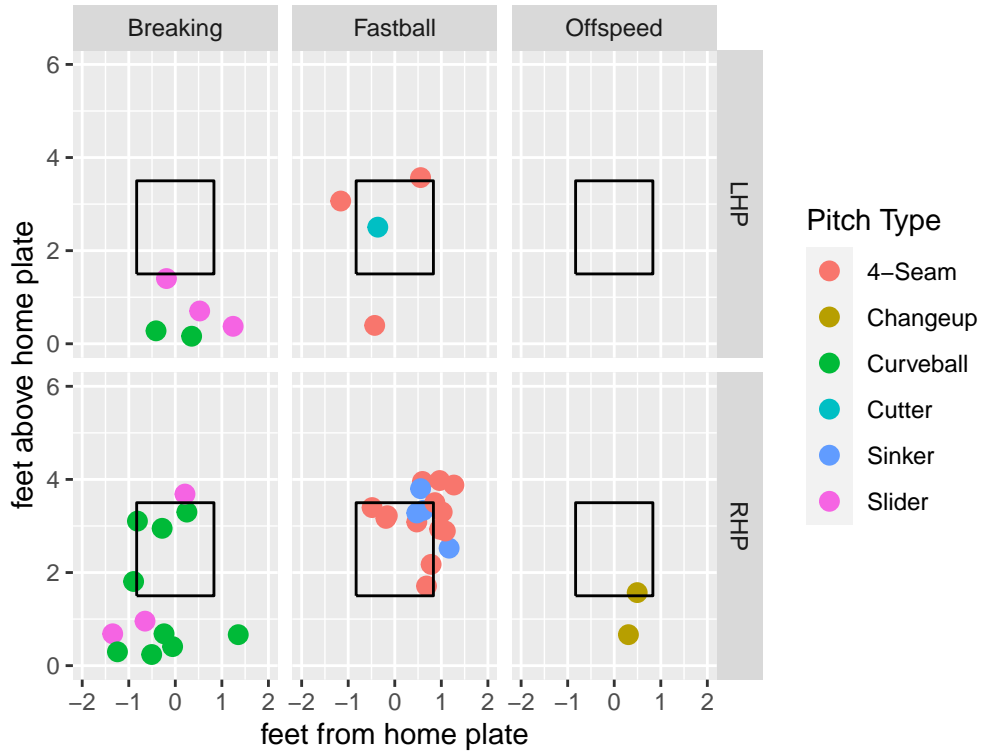 Breaking Fastball Offspeed
6
4
2
0
LHP
6
4
2
0
RHP
−2 −1 0 1 2 −2 −1 0 1 2 −2 −1 0 1 2
feet from home plate
feet above home plate
Pitch Type
4−Seam
Changeup
Curveball
Cutter
Sinker
Slider